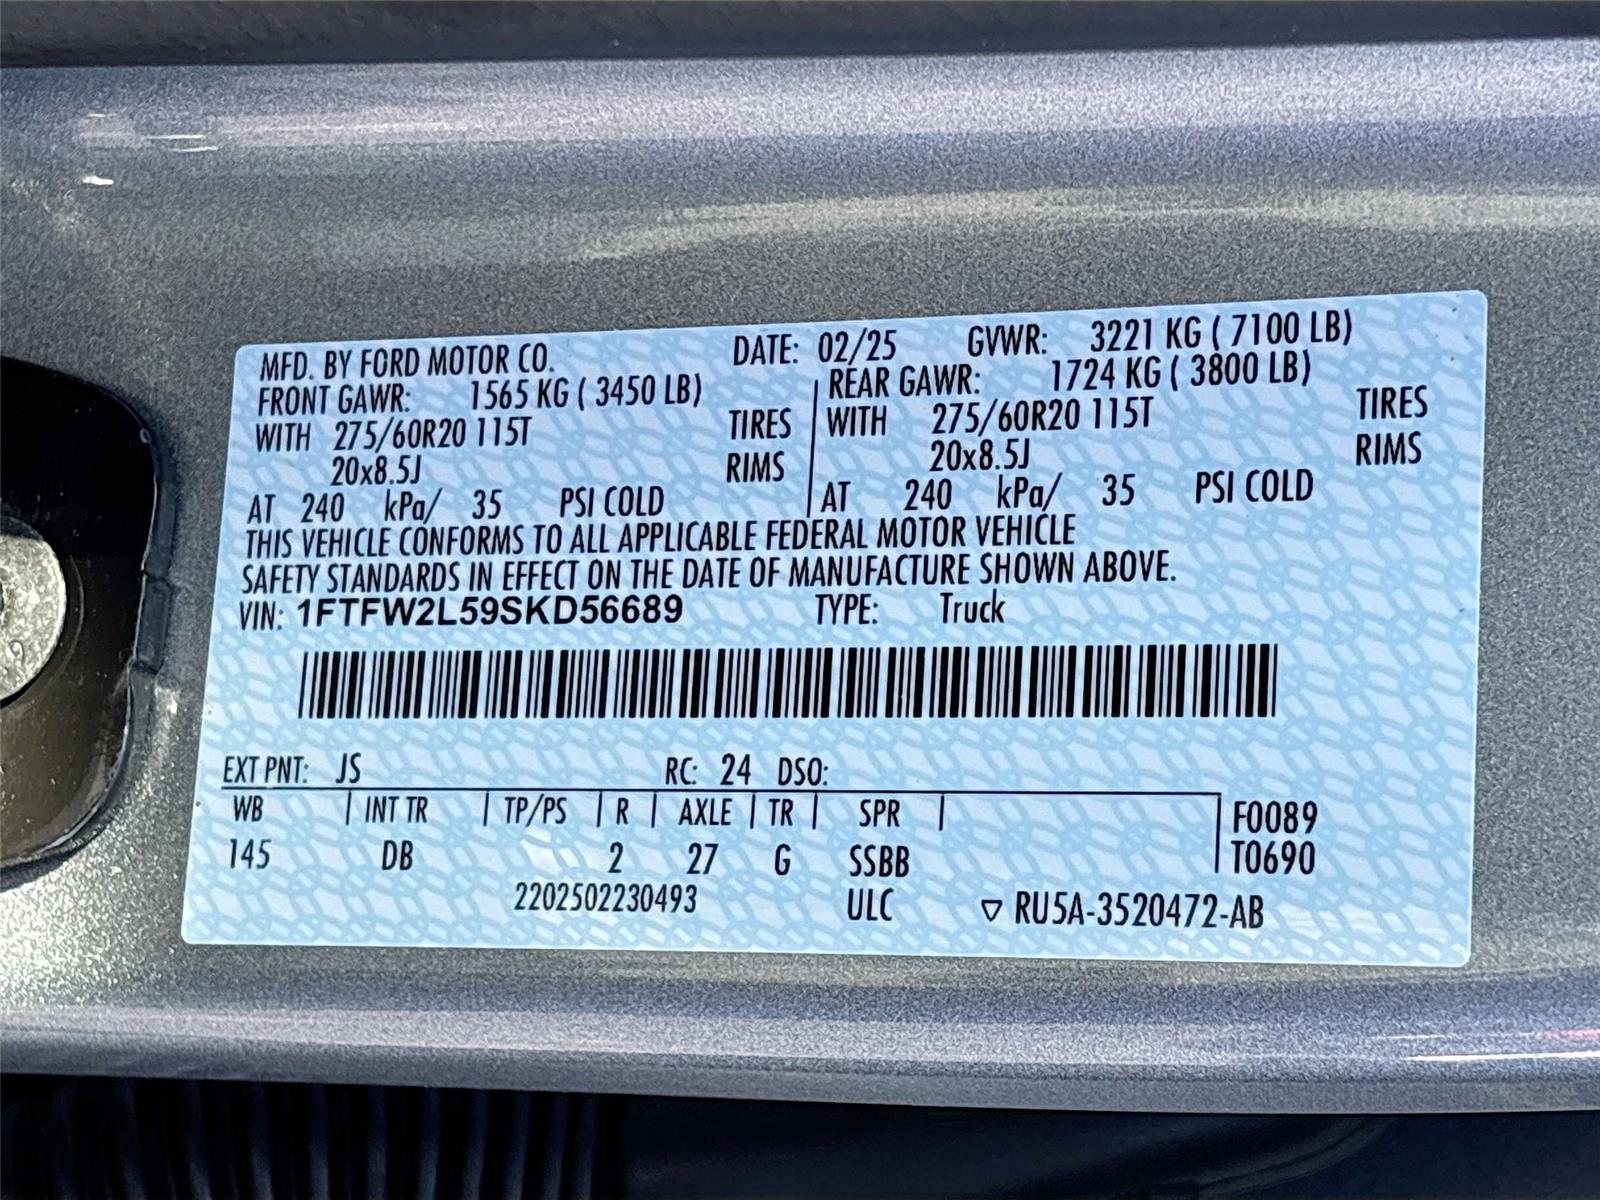 MFD. BY FORD MOTOR CO. DATE: 02/25 GVWR: 3221 KG ( 7100 LB)
FRONT GAWR: 1565 KG ( 3450 LB) REAR GAWR: 1724 KG ( 3800 LB)
WITH 275/60R20 115T TIRES WITH 275/60R20 115T TIRES
20x8.5J RIMS 20x8.5J RIMS
AT 240 kPa/ 35 PSI COLD AT 240 kPa/ 35 PSI COLD
THIS VEHICLE CONFORMS TO ALL APPLICABLE FEDERAL MOTOR VEHICLE
SAFETY STANDARDS IN EFFECT ON THE DATE OF MANUFACTURE SHOWN ABOVE.
VIN: 1FTFW2L59SKD56689 TYPE: Truck
EXT PNT: JS RC: 24 DSO:
WB INT TR TP/PS R AXLE TR SPR F0089
145 DB 2 27 G SSBB T0690
2202502230493 ULC ▽ RU5A-3520472-AB
9